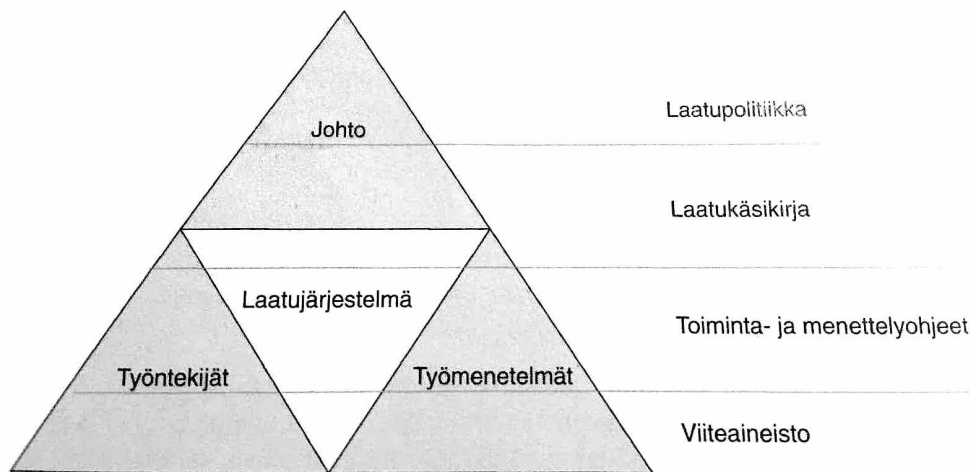 Johto
Laatupolitiikka
Laatukäsikirja
Laatujärjestelmä
Toiminta- ja menettelyohjeet
Työntekijät
Työmenetelmät
Viiteaineisto